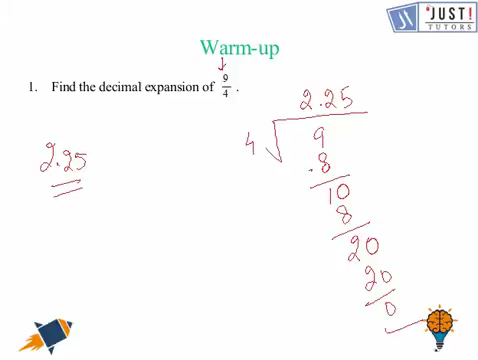 JUST!
TUTORS
Warm-up
1. Find the decimal expansion of 9/4 .
2.25
2.25
4 9
.8
10
8
20
20
0